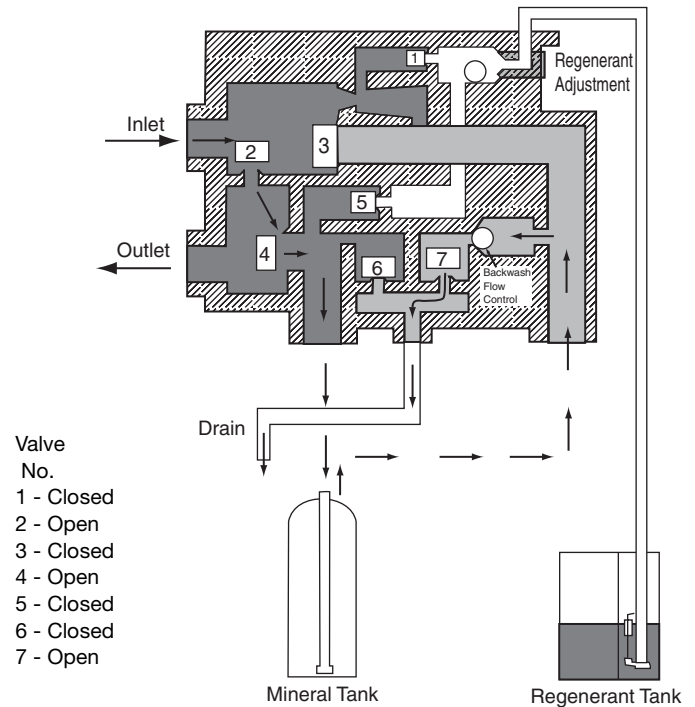 1
Regenerant
Adjustment
Inlet
2
3
5
Outlet
4
6
7
Backwash
Flow
Control
Drain
Valve
No.
1 - Closed
2 - Open
3 - Closed
4 - Open
5 - Closed
6 - Closed
7 - Open
Mineral Tank
Regenerant Tank